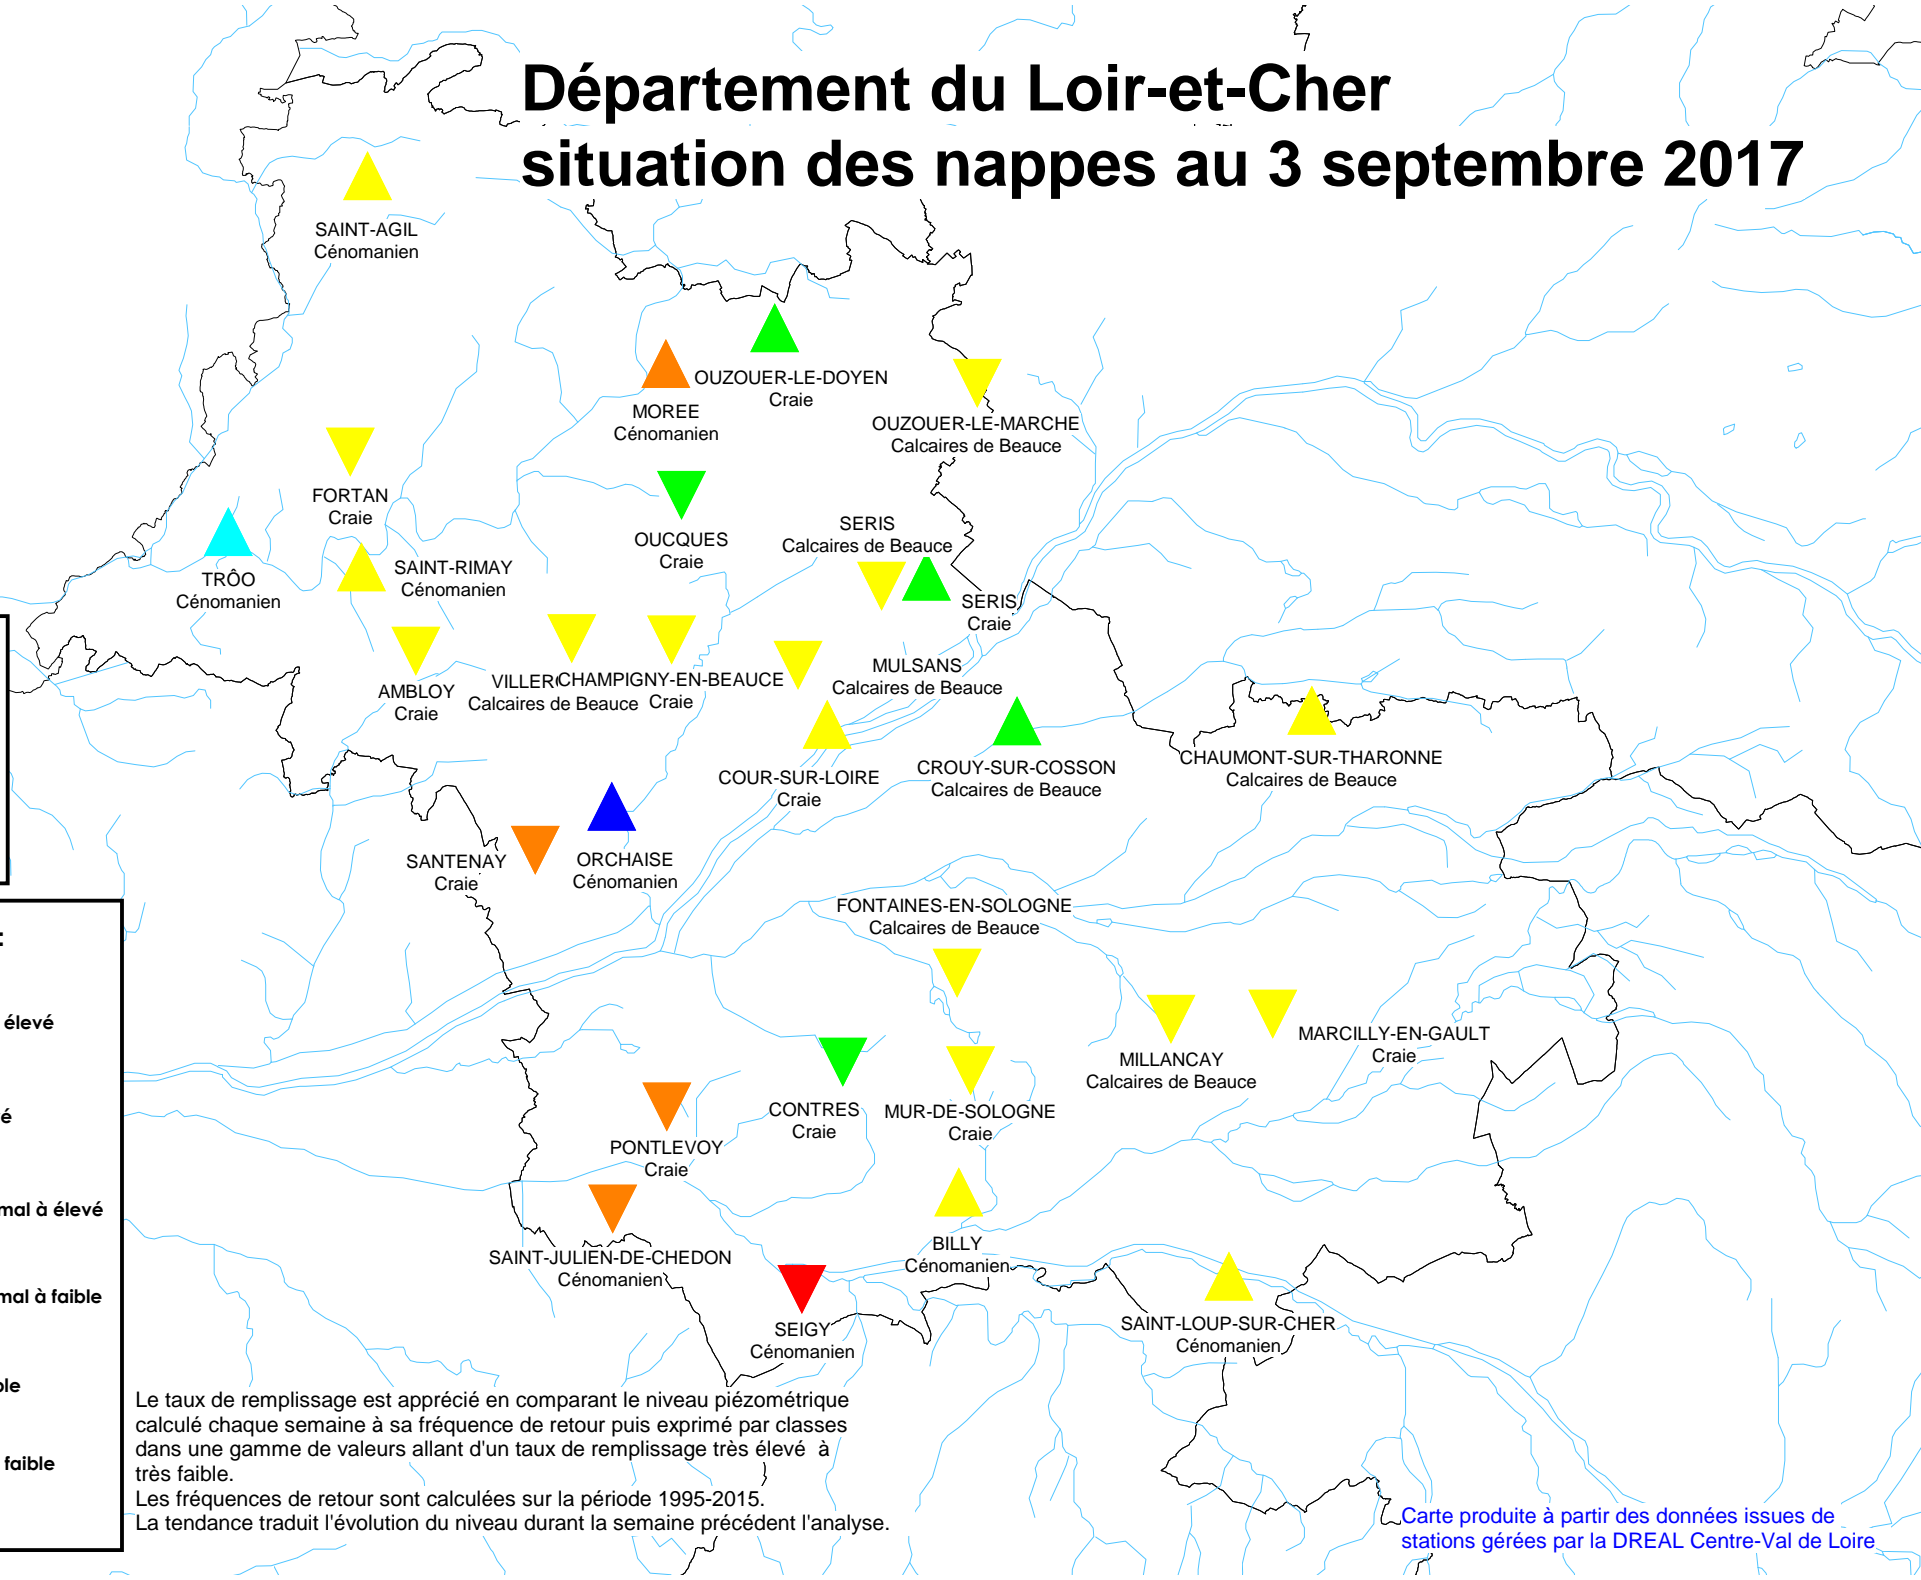 Département du Loir-et-Cher
situation des nappes au 3 septembre 2017
SAINT-AGIL
Cénomanien
OUZOUER-LE-DOYEN
Craie
MOREE
Cénomanien
OUZOUER-LE-MARCHE
Calcaires de Beauce
FORTAN
Craie
OUCQUES
Craie
SERIS
Calcaires de Beauce
TRÔO
Cénomanien
SAINT-RIMAY
Cénomanien
SERIS
Craie
AMBLOY
Craie
VILLER
Calcaires de Beauce
CHAMPIGNY-EN-BEAUCE
Craie
MULSANS
Calcaires de Beauce
COUR-SUR-LOIRE
Craie
CROUY-SUR-COSSON
Calcaires de Beauce
CHAUMONT-SUR-THARONNE
Calcaires de Beauce
SANTENAY
Craie
ORCHAISE
Cénomanien
FONTAINES-EN-SOLOGNE
Calcaires de Beauce
MARCILLY-EN-GAULT
Craie
MILLANCAY
Calcaires de Beauce
CONTRES
Craie
MUR-DE-SOLOGNE
Craie
PONTLEVOY
Craie
SAINT-JULIEN-DE-CHEDON
Cénomanien
BILLY
Cénomanien
SEIGY
Cénomanien
SAINT-LOUP-SUR-CHER
Cénomanien
:
élevé
é
mal à élevé
mal à faible
ble
faible
Le taux de remplissage est apprécié en comparant le niveau piézométrique
calculé chaque semaine à sa fréquence de retour puis exprimé par classes
dans une gamme de valeurs allant d'un taux de remplissage très élevé à
très faible.
Les fréquences de retour sont calculées sur la période 1995-2015.
La tendance traduit l'évolution du niveau durant la semaine précédent l'analyse.
Carte produite à partir des données issues de
stations gérées par la DREAL Centre-Val de Loire